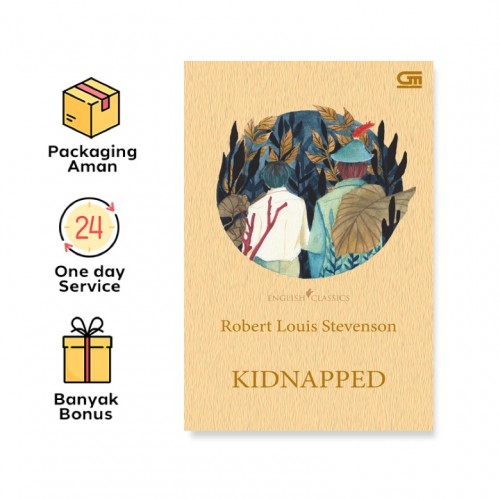 Packaging
Aman
24
One day
Service
Banyak
Bonus
GM
ENGLISH CLASSICS
Robert Louis Stevenson
KIDNAPPED